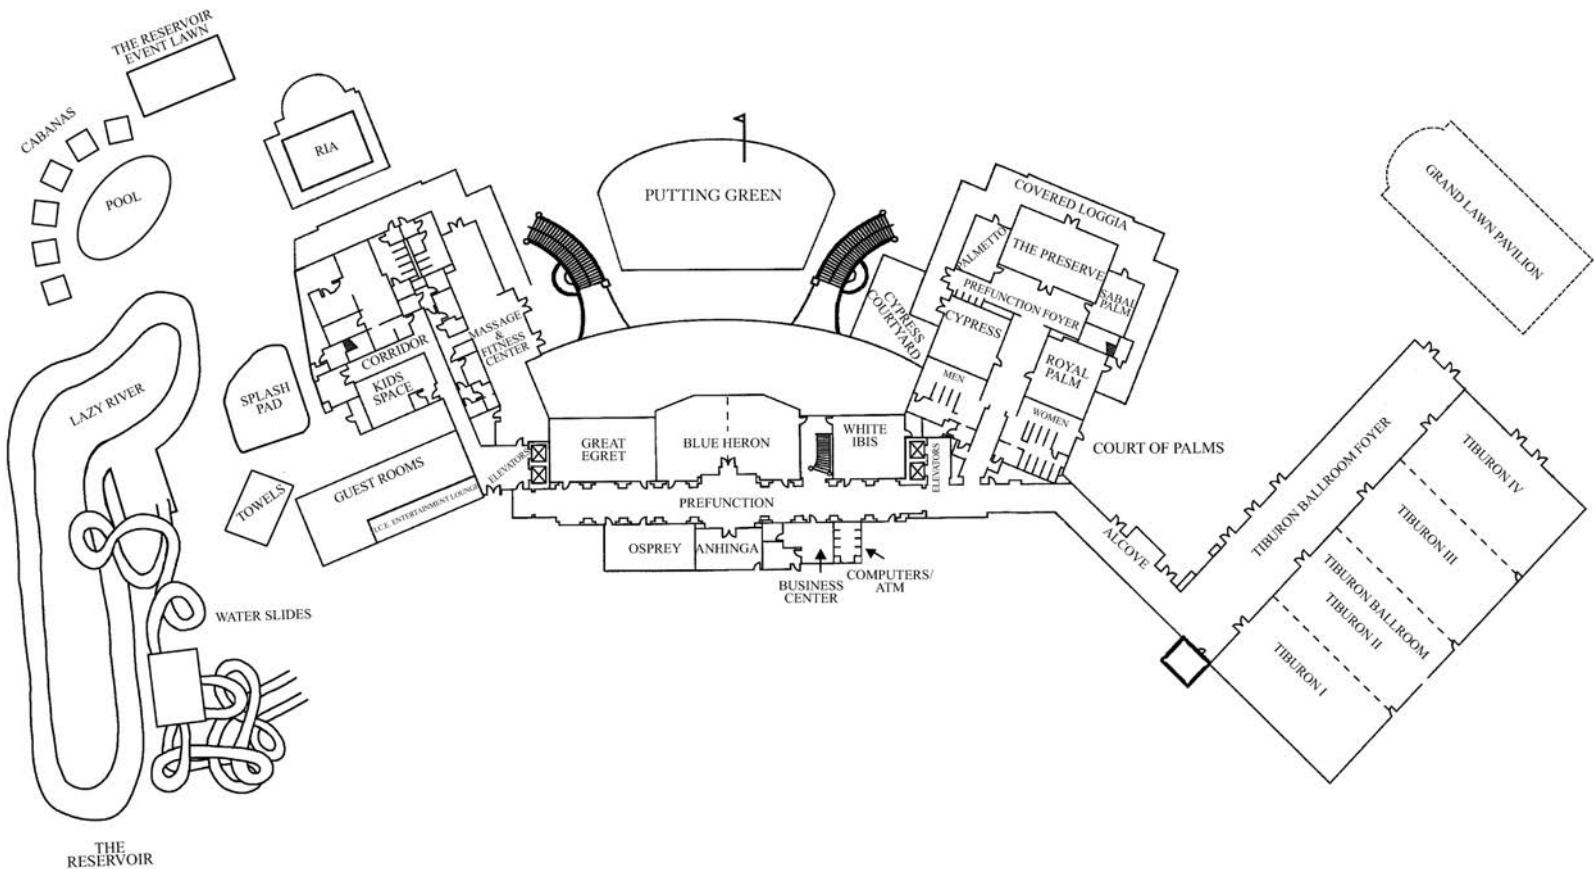 THE RESERVOIR
EVENT LAWN
CABANAS
POOL
RIA
PUTTING GREEN
COVERED LOGGIA
PALMETTO
THE PRESERVE
SABAL
PALM
PREFUNCTION FOYER
CYPRESS
COURTYARD
CYPRESS
ROYAL
PALM
MEN
WOMEN
GRAND LAWN PAVILION
MASSAGE
&
FITNESS
CENTER
CORRIDOR
KIDS
SPACE
LAZY RIVER
SPLASH
PAD
TOWELS
GUEST ROOMS
I.C.E. ENTERTAINMENT LOUNGE
ELEVATORS
GREAT
EGRET
BLUE HERON
WHITE
IBIS
ELEVATORS
COURT OF PALMS
PREFUNCTION
OSPREY
ANHINGA
BUSINESS
CENTER
COMPUTERS/
ATM
ALCOVE
TIBURON BALLROOM FOYER
TIBURON IV
TIBURON III
TIBURON BALLROOM
TIBURON II
TIBURON I
WATER SLIDES
THE
RESERVOIR